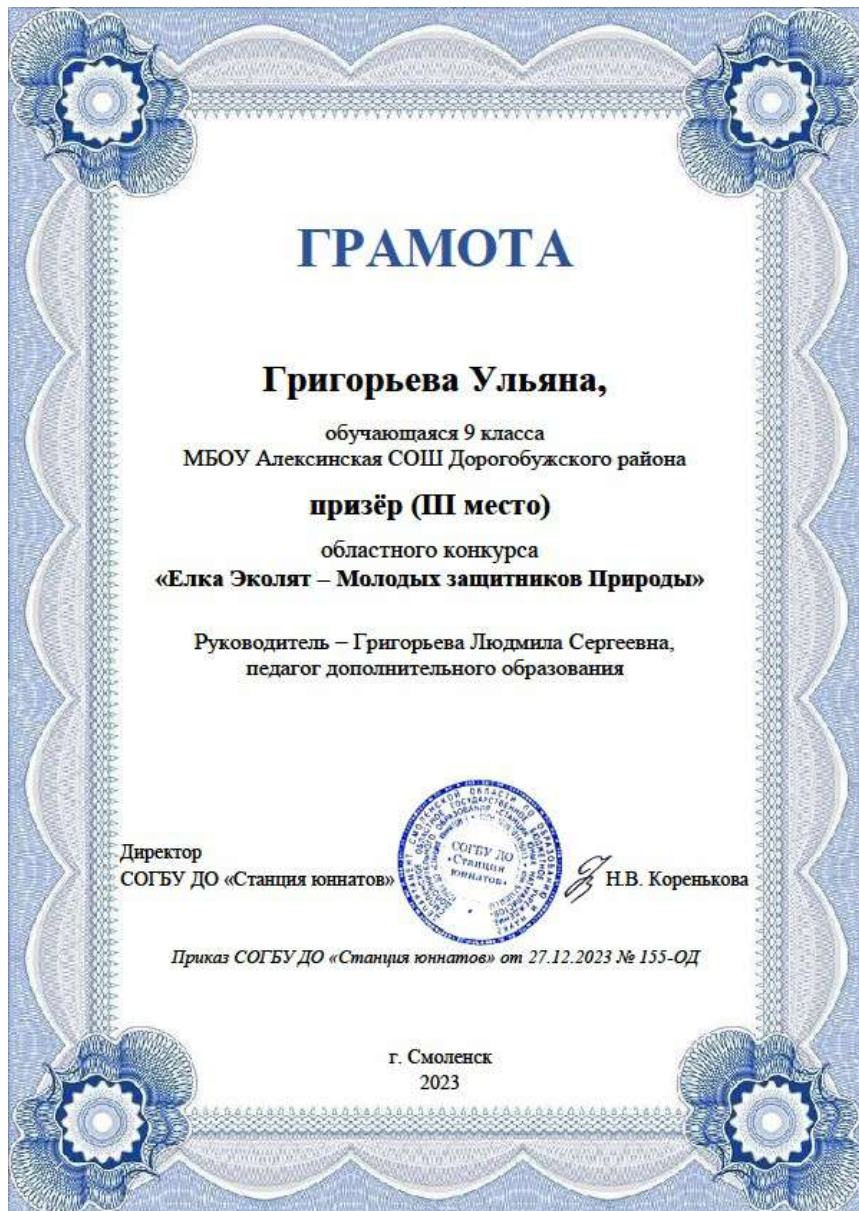 ГРАМОТА
Григорьева Ульяна,
обучающаяся 9 класса
МБОУ Алексинская СОШ Дорогобужского района
призёр (III место)
областного конкурса
«Елка Эколят – Молодых защитников Природы»
Руководитель – Григорьева Людмила Сергеевна,
педагог дополнительного образования
Директор
СОГБУ ДО «Станция юннатов»
СОГБУ ДО
«Станция
юннатов»
Н.В. Коренькова
Приказ СОГБУ ДО «Станция юннатов» от 27.12.2023 № 155-ОД
г. Смоленск
2023